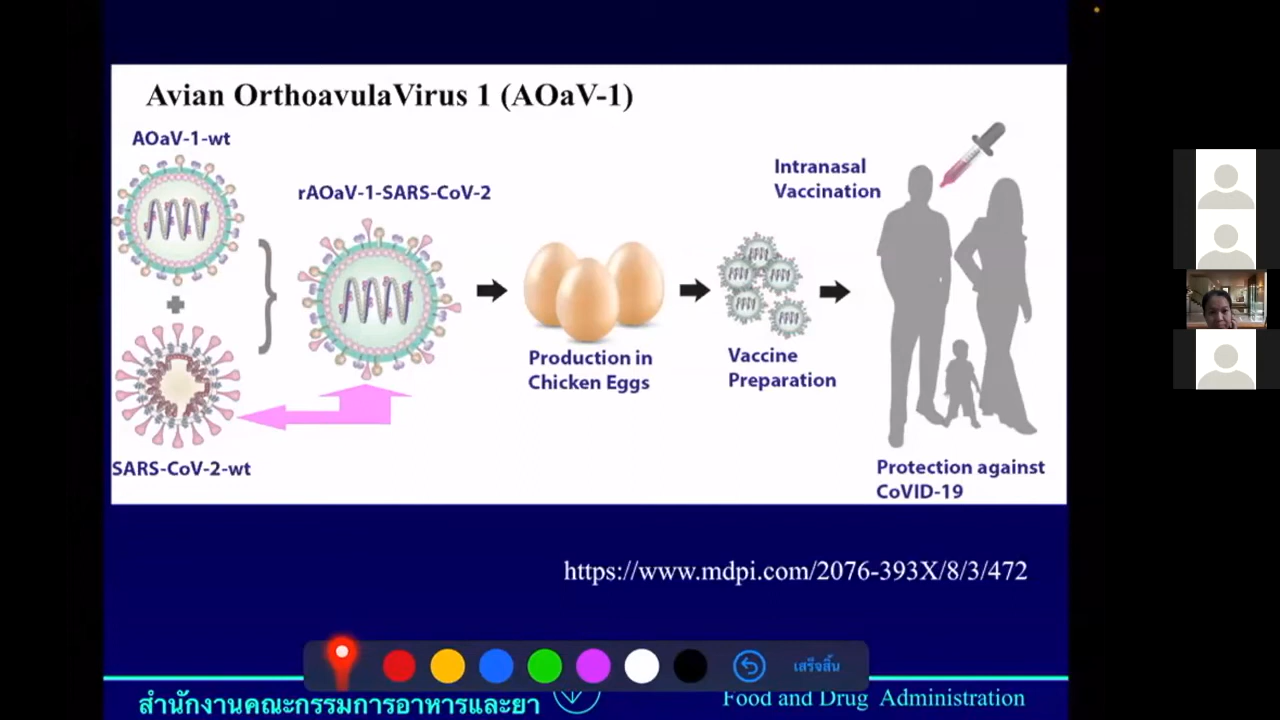 Avian OrthoavulaVirus 1 (AOaV-1)
AOaV-1-wt
rAOaV-1-SARS-CoV-2
SARS-CoV-2-wt
Production in
Chicken Eggs
Vaccine
Preparation
Intranasal
Vaccination
Protection against
CoVID-19
https://www.mdpi.com/2076-393X/8/3/472
เสร็จสิ้น
สำนักงานคณะกรรมการอาหารและยา
Food and Drug Administration